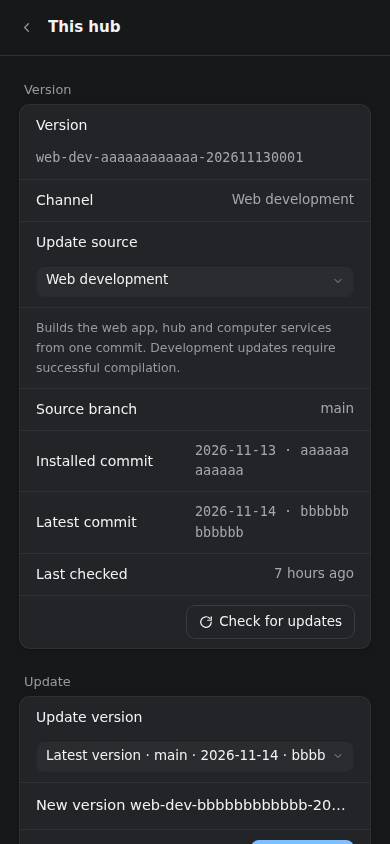 This hub
Version
Version
web-dev-aaaaaaaaaaaa-202611130001
Channel
Web development
Update source
Web development
Builds the web app, hub and computer services
from one commit. Development updates require
successful compilation.
Source branch
main
Installed commit
2026-11-13 · aaaaaa
aaaaaa
Latest commit
2026-11-14 · bbbbbb
bbbbbb
Last checked
7 hours ago
Check for updates
Update
Update version
Latest version · main · 2026-11-14 · bbbb
New version web-dev-bbbbbbbbbbbb-20…